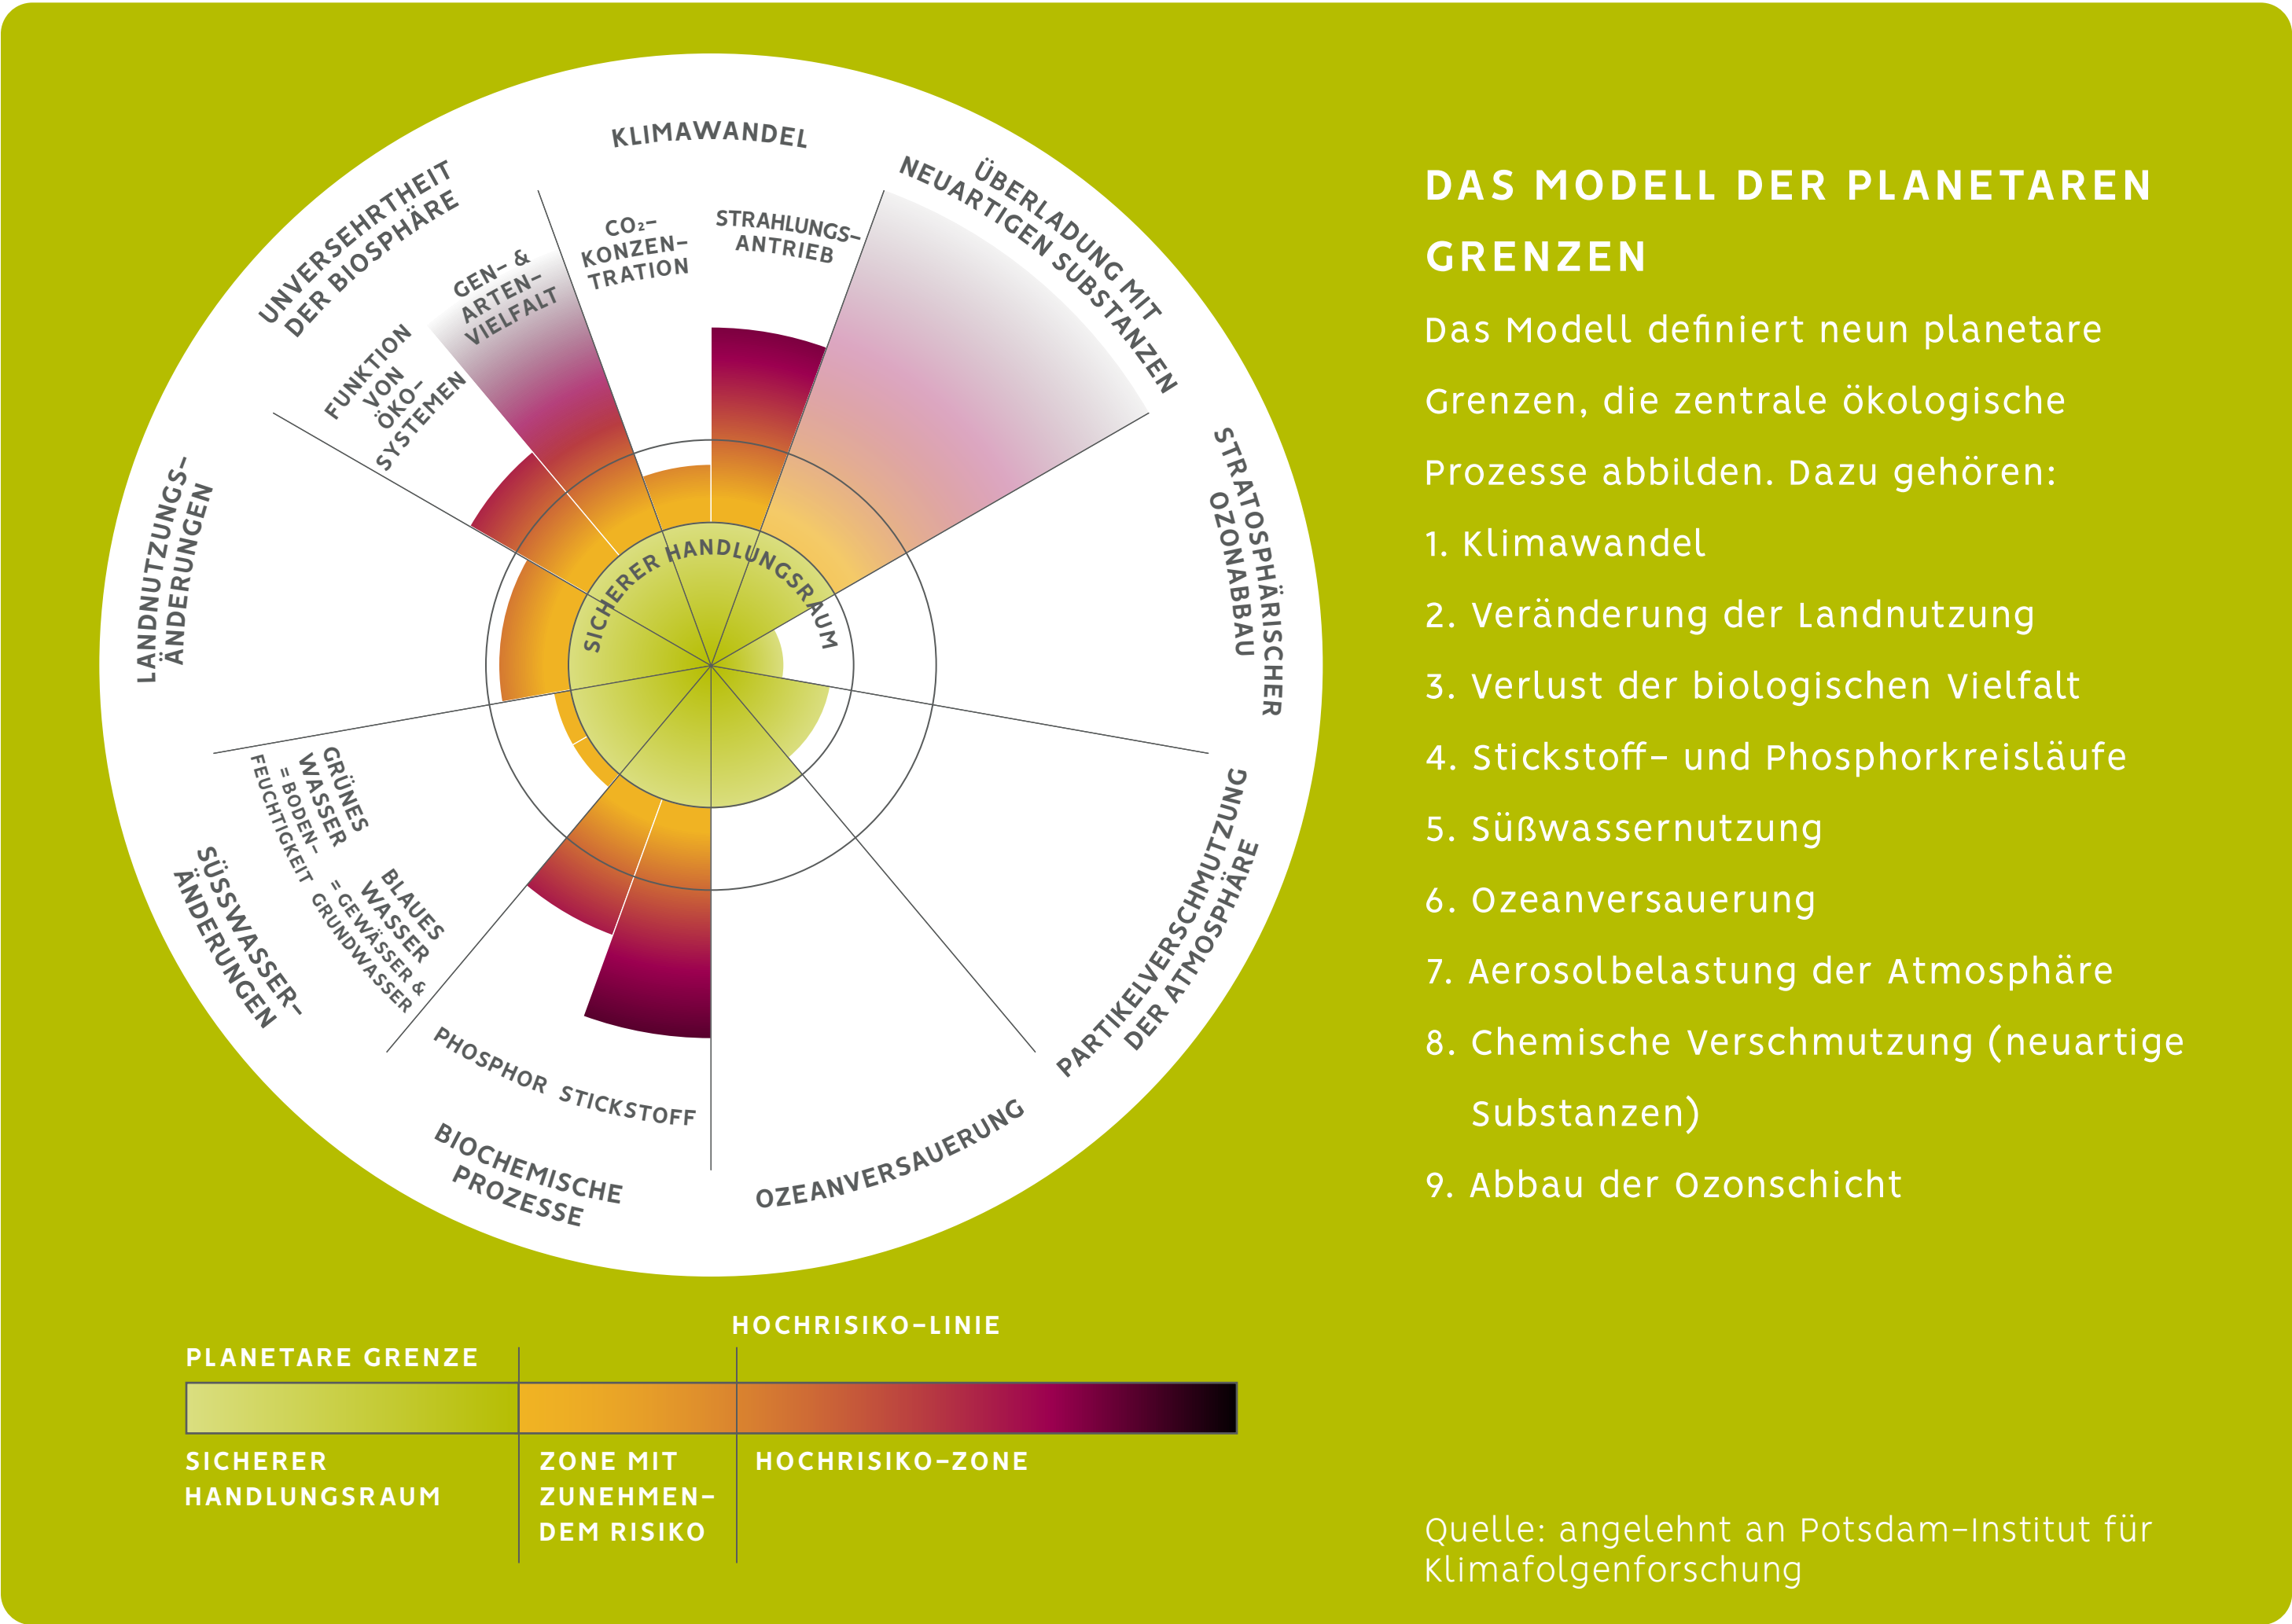 KLIMAWANDEL
CO₂-
KONZEN-
TRATION
STRAHLUNGS-
ANTRIEB
ÜBERLADUNG MIT
NEUARTIGEN SUBSTANZEN
STRATOSPHÄRISCHER
OZONABBAU
PARTIKELVERSCHMUTZUNG
DER ATMOSPHÄRE
OZEANVERSAUERUNG
BIOCHEMISCHE
PROZESSE
PHOSPHOR
STICKSTOFF
SÜSSWASSER-
ÄNDERUNGEN
GRÜNES
WASSER
= BODEN-
FEUCHTIGKEIT
BLAUES
WASSER
= GEWÄSSER &
GRUNDWASSER
LANDNUTZUNGS-
ÄNDERUNGEN
UNVERSEHRTHEIT
DER BIOSPHÄRE
FUNKTION
VON
ÖKO-
SYSTEMEN
GEN- &
ARTEN-
VIELFALT
SICHERER HANDLUNGSRAUM
HOCHRISIKO-LINIE
PLANETARE GRENZE
SICHERER
HANDLUNGSRAUM
ZONE MIT
ZUNEHMEN-
DEM RISIKO
HOCHRISIKO-ZONE
DAS MODELL DER PLANETAREN
GRENZEN
Das Modell definiert neun planetare
Grenzen, die zentrale ökologische
Prozesse abbilden. Dazu gehören:
1. Klimawandel
2. Veränderung der Landnutzung
3. Verlust der biologischen Vielfalt
4. Stickstoff- und Phosphorkreisläufe
5. Süßwassernutzung
6. Ozeanversauerung
7. Aerosolbelastung der Atmosphäre
8. Chemische Verschmutzung (neuartige
Substanzen)
9. Abbau der Ozonschicht
Quelle: angelehnt an Potsdam-Institut für
Klimafolgenforschung